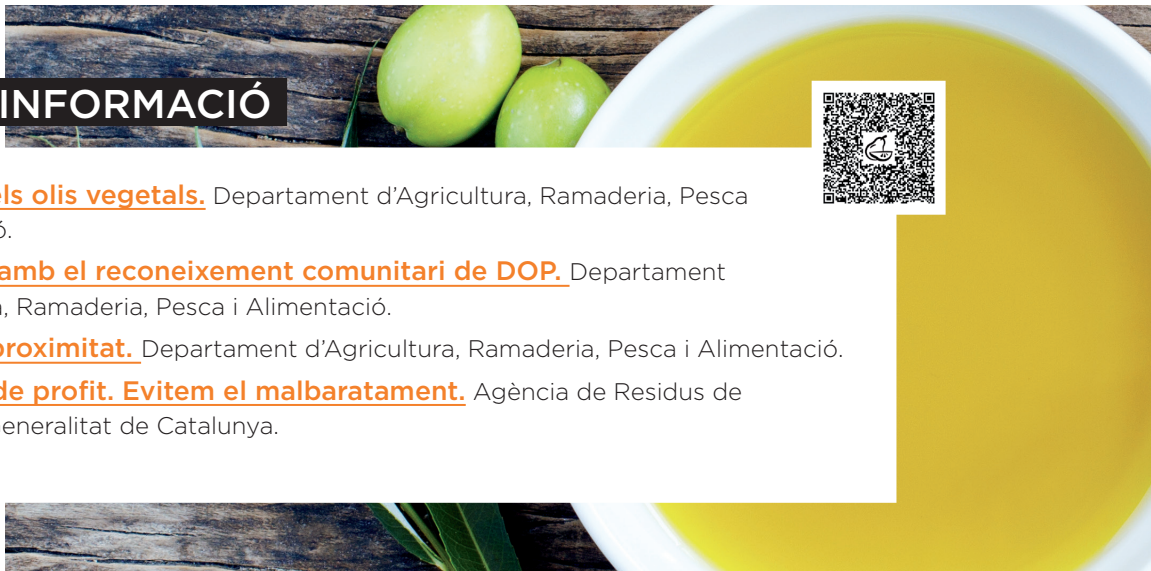 INFORMACIÓ
els olis vegetals. Departament d’Agricultura, Ramaderia, Pesca
ó.
amb el reconeixement comunitari de DOP. Departament
a, Ramaderia, Pesca i Alimentació.
proximitat. Departament d’Agricultura, Ramaderia, Pesca i Alimentació.
de profit. Evitem el malbaratament. Agència de Residus de
Generalitat de Catalunya.